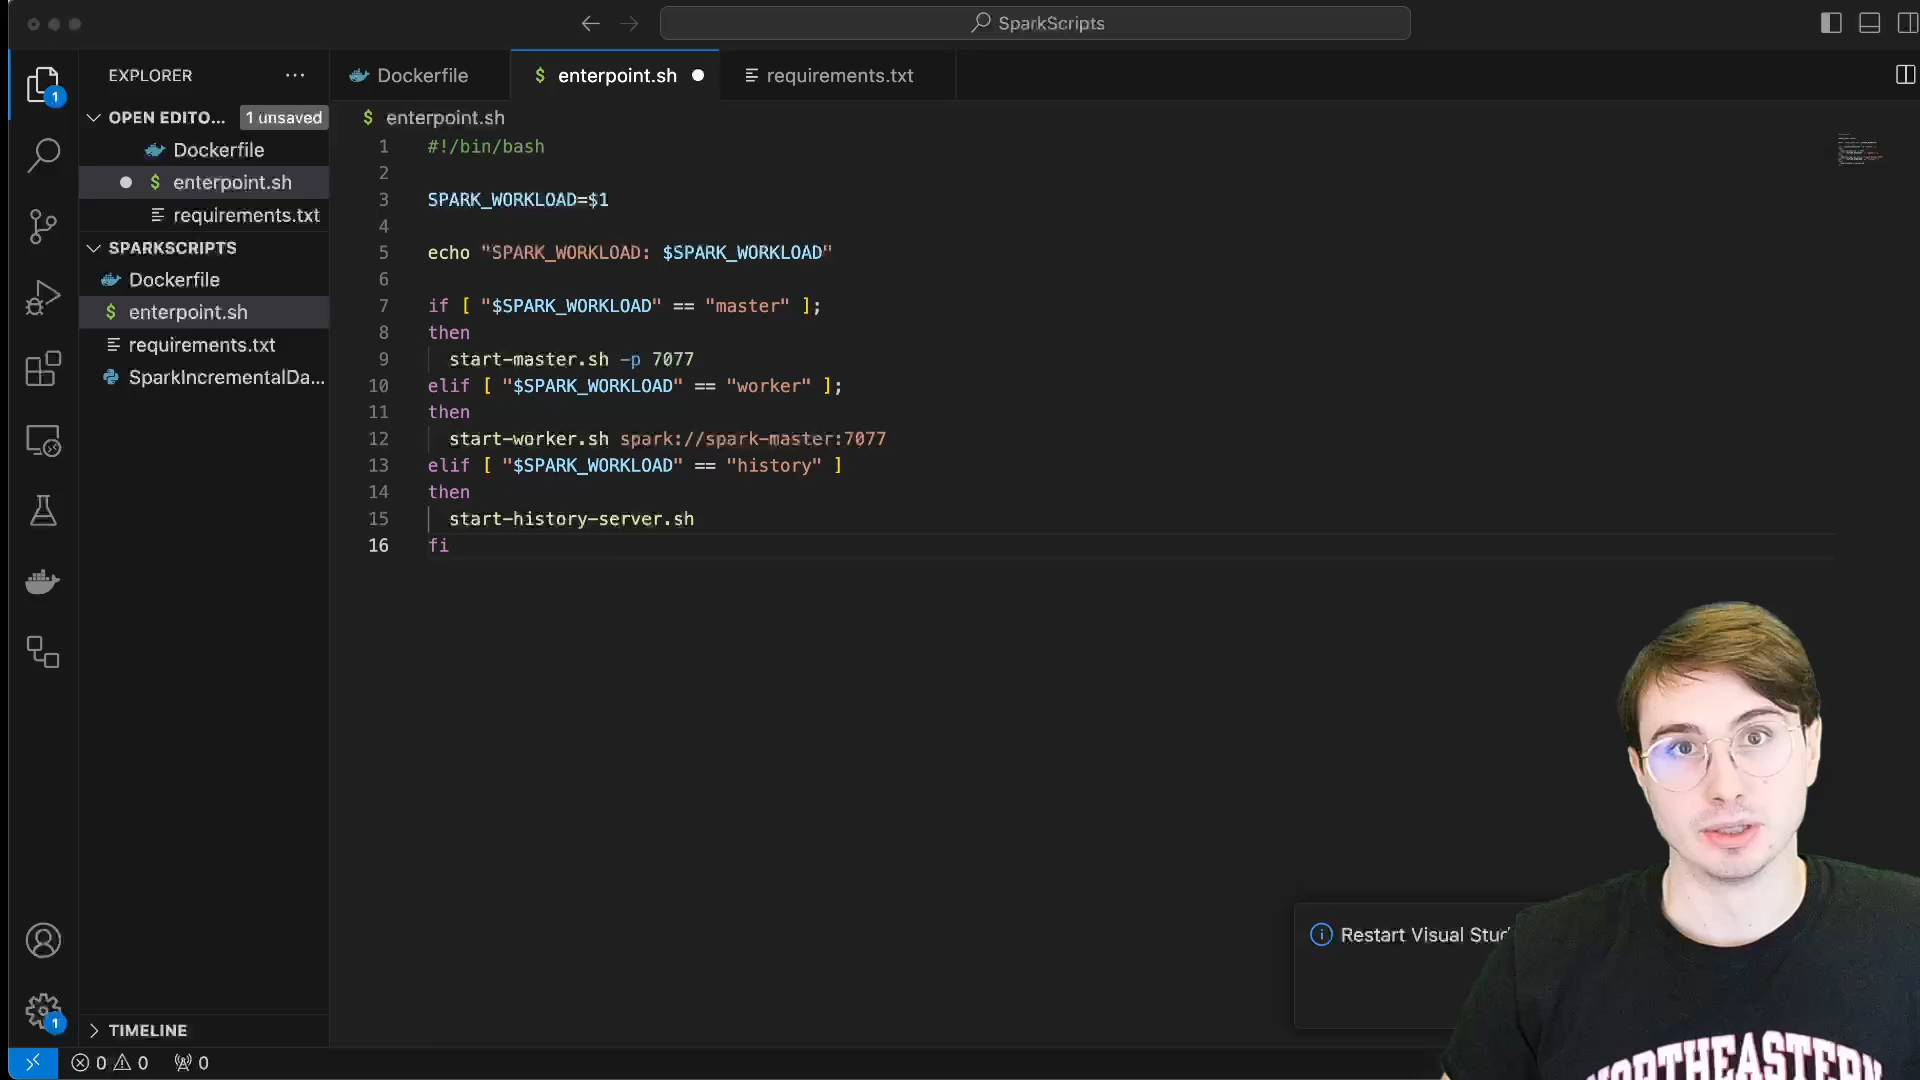 SparkScripts
EXPLORER
Dockerfile
$ enterpoint.sh
requirements.txt
OPEN EDITO...
1 unsaved
Dockerfile
$ enterpoint.sh
requirements.txt
SPARKSCRIPTS
Dockerfile
$ enterpoint.sh
requirements.txt
SparkIncrementalDa...
TIMELINE
$ enterpoint.sh
1 #!/bin/bash
2
3 SPARK_WORKLOAD=$1
4
5 echo "SPARK_WORKLOAD: $SPARK_WORKLOAD"
6
7 if [ "$SPARK_WORKLOAD" == "master" ];
8 then
9 start-master.sh -p 7077
10 elif [ "$SPARK_WORKLOAD" == "worker" ];
11 then
12 start-worker.sh spark://spark-master:7077
13 elif [ "$SPARK_WORKLOAD" == "history" ]
14 then
15 start-history-server.sh
16 fi
1
1
Restart Visual Stud
NORTHEASTERN
0 0 0